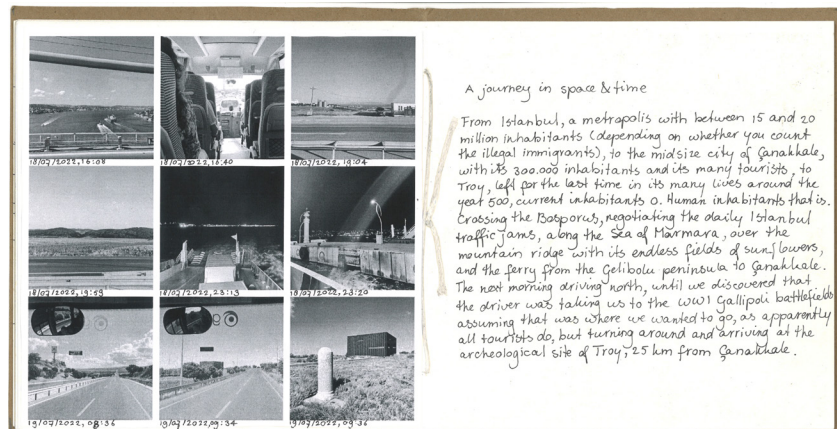 18/07/2022, 16:08
18/07/2022, 16:40
18/07/2022, 19:04
18/07/2022, 19:59
18/07/2022, 23:13
18/07/2022, 23:20
19/07/2022, 08:36
19/07/2022, 09:34
19/07/2022, 09:36
A journey in space & time
From Istanbul, a metropolis with between 15 and 20
million inhabitants (depending on whether you count
the illegal immigrants), to the midsize city of Çanakkale,
with its 300.000 inhabitants and its many tourists, to
Troy, left for the last time in its many lives around the
year 500, current inhabitants 0. Human inhabitants that is.
Crossing the Bosporus, negotiating the daily Istanbul
traffic jams, along the Sea of Marmara, over the
mountain ridge with its endless fields of sunflowers,
and the ferry from the Gelibolu peninsula to Çanakkale.
The next morning driving north, until we discovered that
the driver was taking us to the WWI Gallipoli battlefields
assuming that was where we wanted to go, as apparently
all tourists do, but turning around and arriving at the
archeological site of Troy, 25 km from Çanakkale.